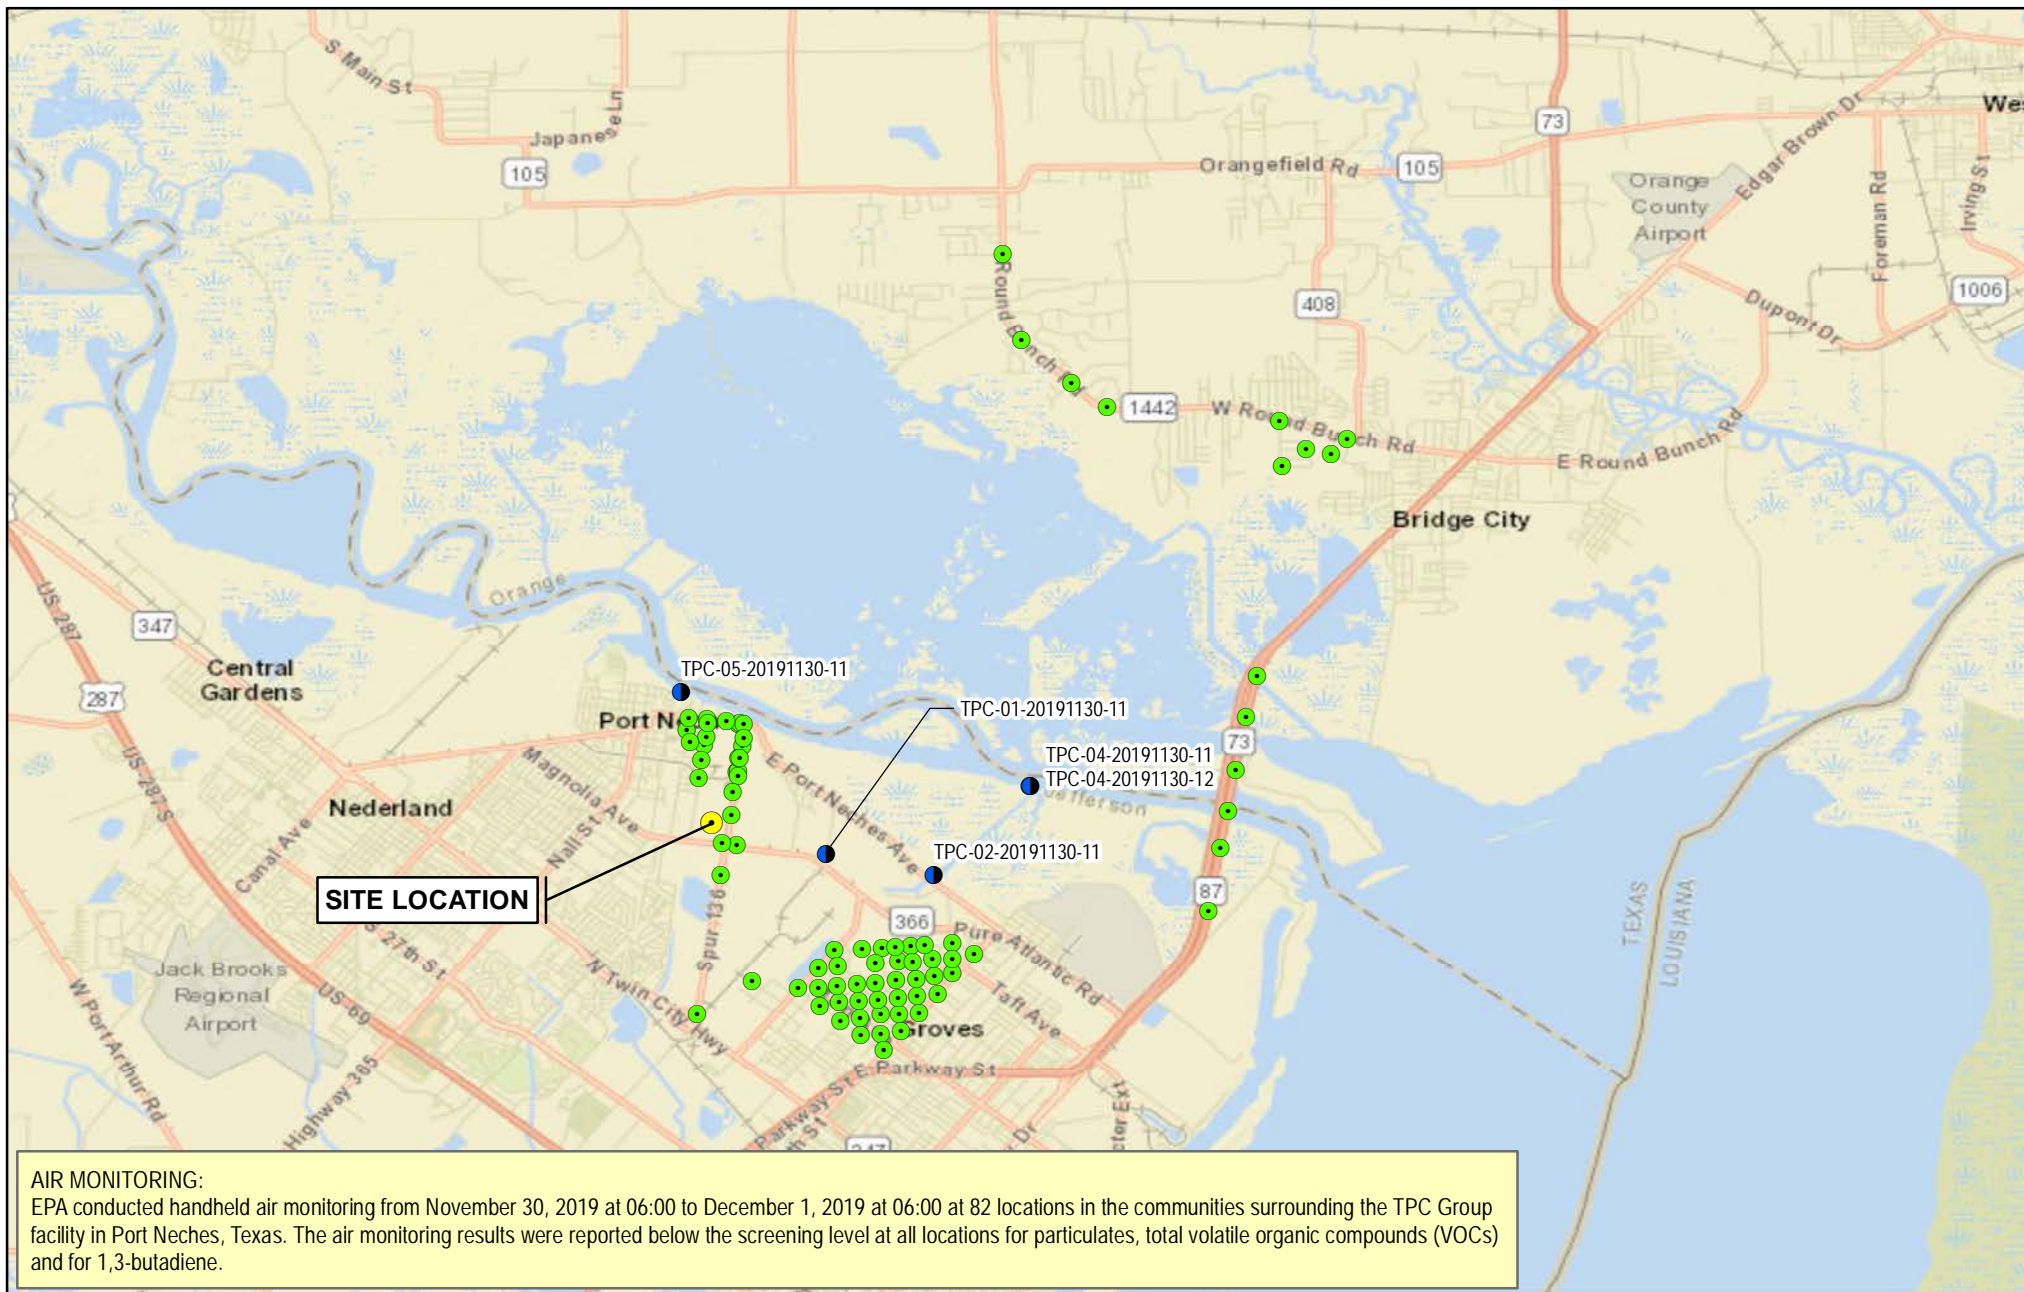 S Main St
Japanese Ln
105
Orangefield Rd
105
73
Edgar Brown Dr
Orange
County
Airport
Foreman Rd
Irving St
1006
Dupont Dr
408
Round Bunch Rd
1442
W Round Bunch Rd
E Round Bunch Rd
Bridge City
Orange
US-287
347
Central
Gardens
287
TPC-05-20191130-11
TPC-01-20191130-11
TPC-04-20191130-11
TPC-04-20191130-12
Jefferson
73
Port Ne
US-287 S
Magnolia Ave
E Port Neches Ave
Nederland
Nall St
Canal Ave
TPC-02-20191130-11
SITE LOCATION
87
366
Pure Atlantic Rd
TEXAS
LOUISIANA
Spur 136
S 27th St
N Twin City Hwy
Jack Brooks
Regional
Airport
US-69
W Port Arthur Rd
Highway 365
Taft Ave
Groves
E Parkway St
Parkway St
AIR MONITORING:
EPA conducted handheld air monitoring from November 30, 2019 at 06:00 to December 1, 2019 at 06:00 at 82 locations in the communities surrounding the TPC Group
facility in Port Neches, Texas. The air monitoring results were reported below the screening level at all locations for particulates, total volatile organic compounds (VOCs)
and for 1,3-butadiene.